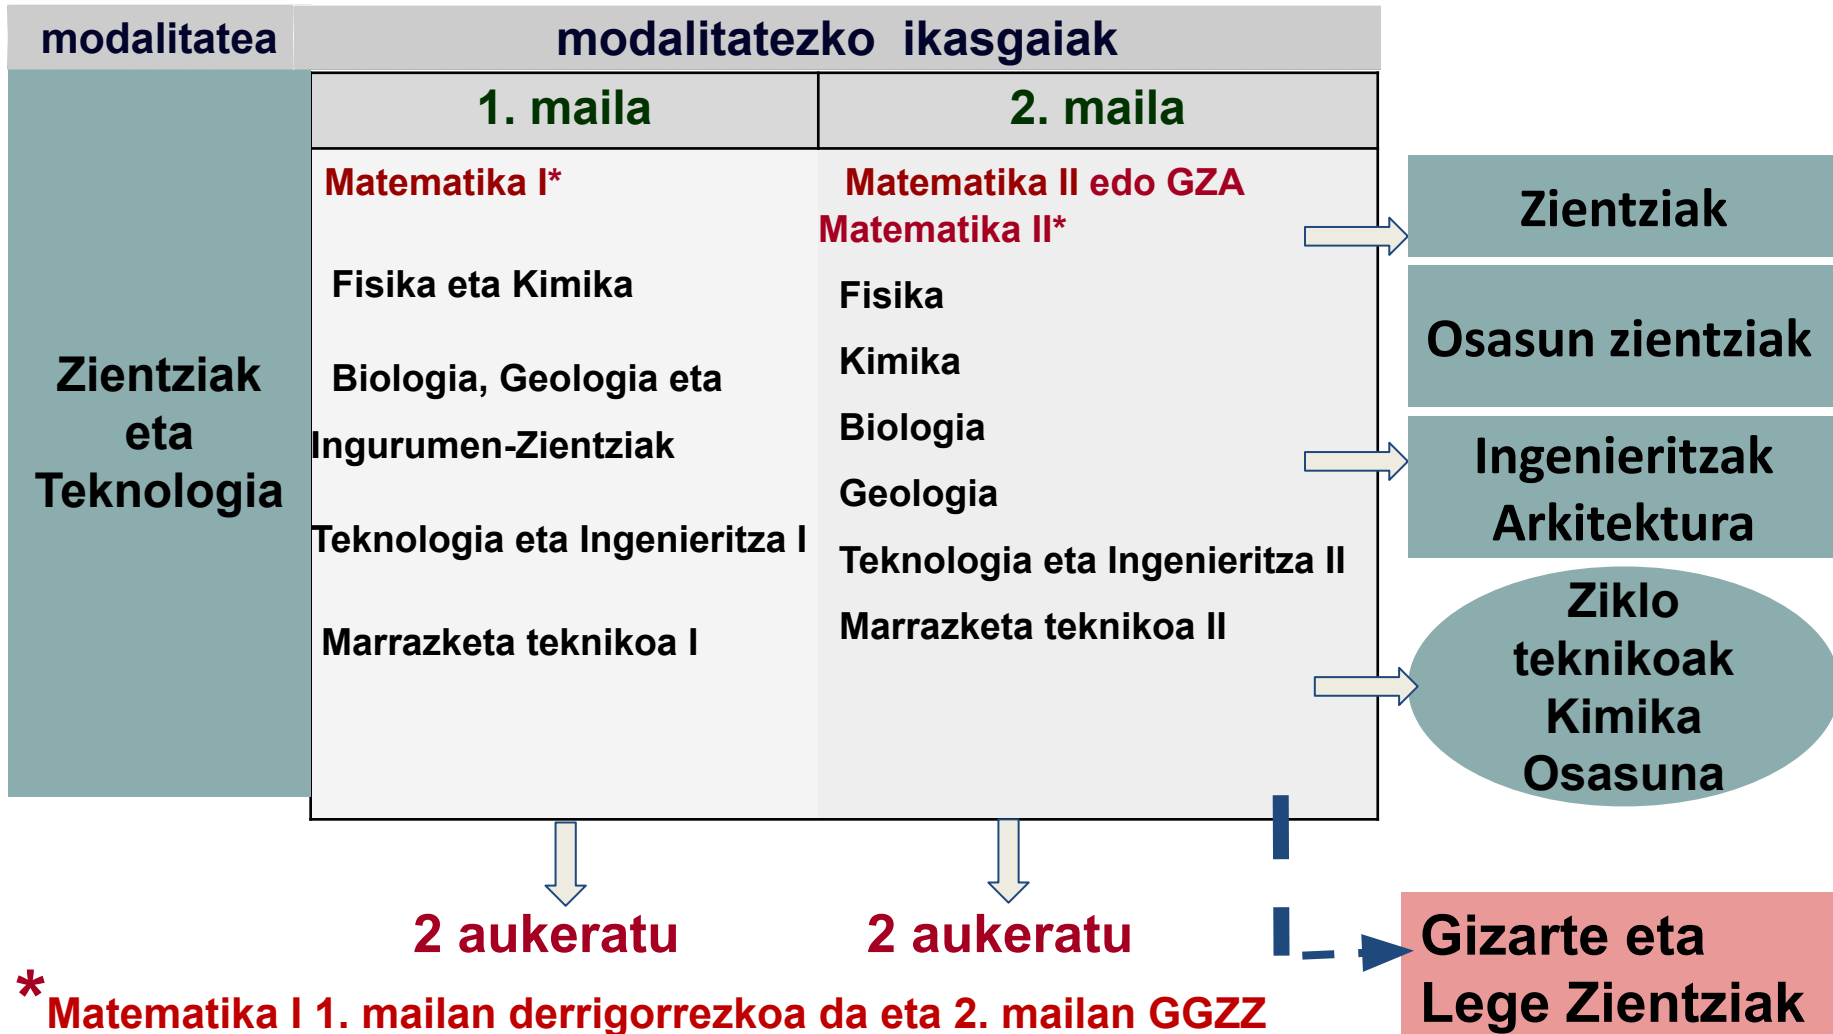 modalitatea
modalitatezko ikasgaiak
Zientziak
eta
Teknologia
1. maila
Matematika I*
Fisika eta Kimika
Biologia, Geologia eta
Ingurumen-Zientziak
Teknologia eta Ingenieritza I
Marrazketa teknikoa I
2. maila
Matematika II edo GZA
Matematika II*
Fisika
Kimika
Biologia
Geologia
Teknologia eta Ingenieritza II
Marrazketa teknikoa II
Zientziak
Osasun zientziak
Ingenieritzak
Arkitektura
Ziklo
teknikoak
Kimika
Osasuna
2 aukeratu
2 aukeratu
Gizarte eta
Lege Zientziak
*Matematika I 1. mailan derrigorrezkoa da eta 2. mailan GGZZ